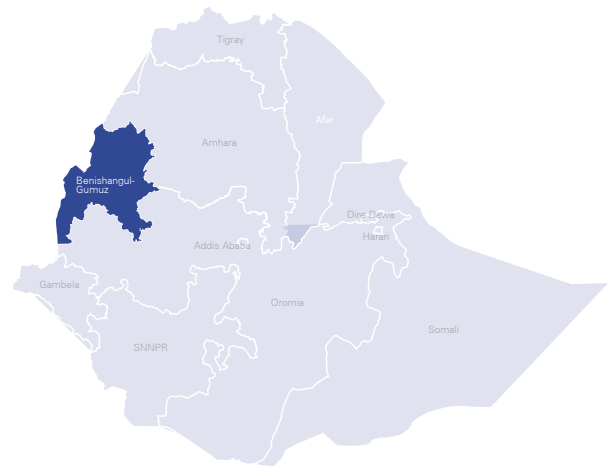 Tigray
Afar
Amhara
Benishangul-
Gumuz
Dire Dawa
Harari
Addis Ababa
Gambela
Oromia
Somali
SNNPR